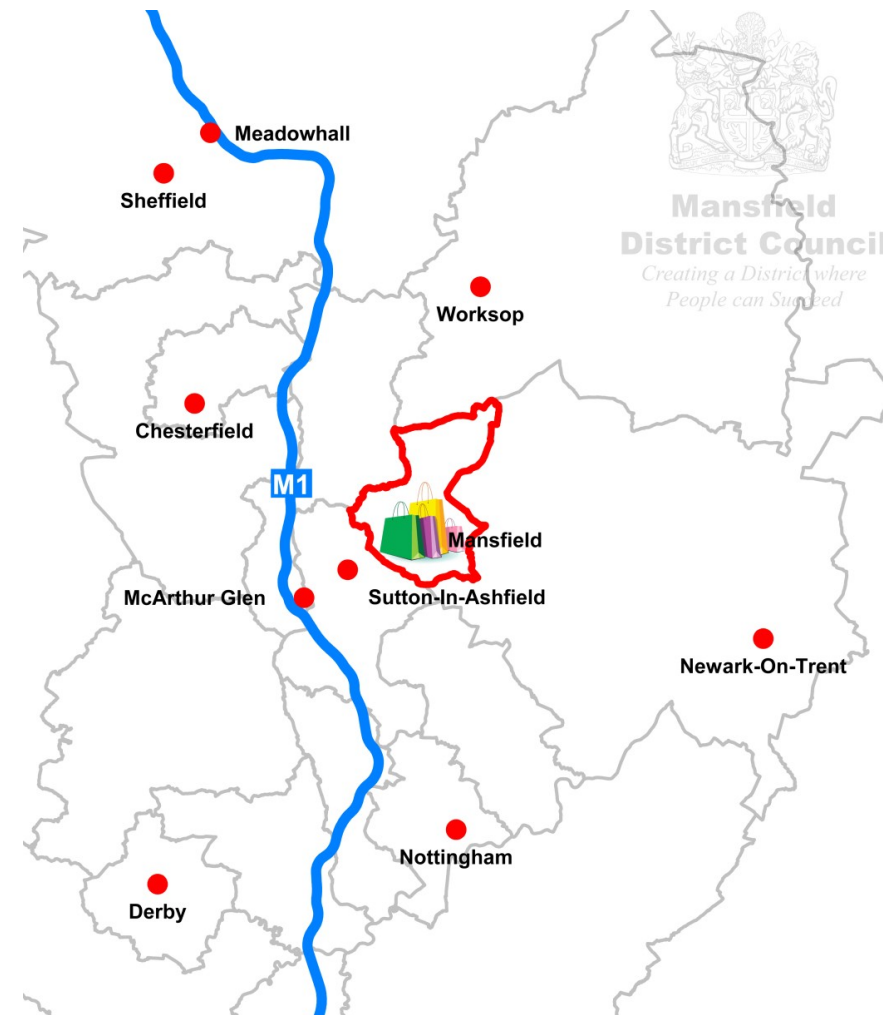 Meadowhall
Sheffield
Mansfield
District Council
Creating a District where
People can Succeed
Worksop
Chesterfield
M1
Mansfield
McArthur Glen
Sutton-In-Ashfield
Newark-On-Trent
Nottingham
Derby